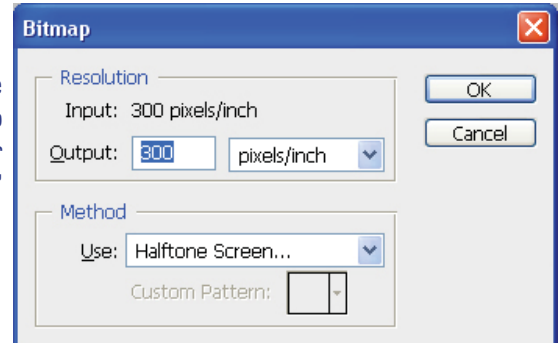 Bitmap
Resolution
OK
Input: 300 pixels/inch
Cancel
Output: 300 pixels/inch
Method
Use: Halftone Screen...
Custom Pattern: